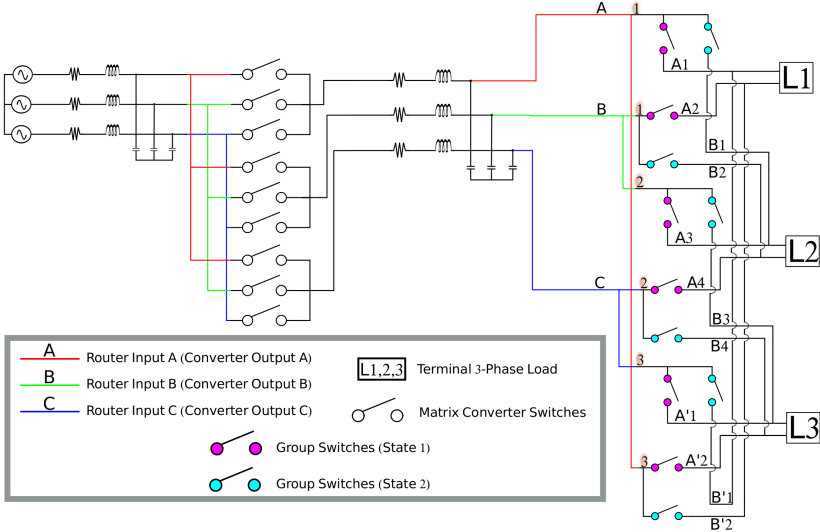 A
1
A1
L1
B
1
A2
B1
B2
2
A3
L2
C
2
A4
B3
B4
3
A'1
L3
3
A'2
B'1
B'2
A
Router Input A (Converter Output A)
B
Router Input B (Converter Output B)
C
Router Input C (Converter Output C)
L1,2,3
Terminal 3-Phase Load
Matrix Converter Switches
Group Switches (State 1)
Group Switches (State 2)